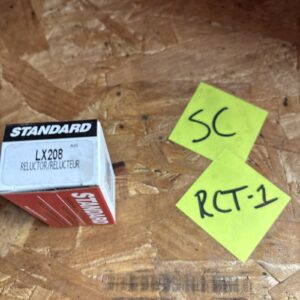 STANDARD
LX208
RELUCTOR/RELUCTEUR
STANDARD
SC
RCT-1